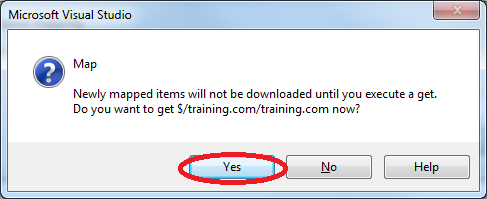 Microsoft Visual Studio
Map
Newly mapped items will not be downloaded until you execute a get.
Do you want to get $/training.com/training.com now?
Yes No Help